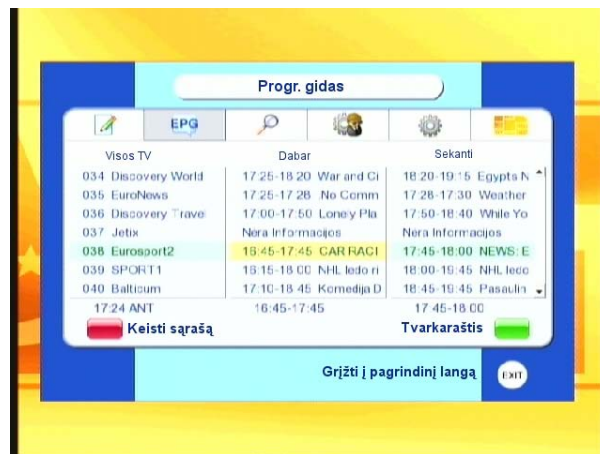 Progr. gidas
EPG
Visos TV Dabar Sekanti
034 Discovery World 17:25-18:20 War and Ci 18:20-19:15 Egypts N
035 EuroNews 17:25-17:28 .No Comm 17:28-17:30 Weather
036 Discovery Trave 17:00-17:50 Lonely Pla 17:50-18:40 While Yo
037 Jetix Nera Informacijos Nera Informacijos
038 Eurosport2 16:45-17:45 CAR RACI 17:45-18:00 NEWS: E
039 SPORT1 16:15-18:00 NHL ledo ri 18:00-19:45 NHL ledo
040 Balticum 17:10-18:45 Komedija D 18:45-19:45 Pasaulin
17:24 ANT 16:45-17:45 17:45-18:00
Keisti sąrašą Tvarkaraštis
Grįžti į pagrindinį langą EXIT